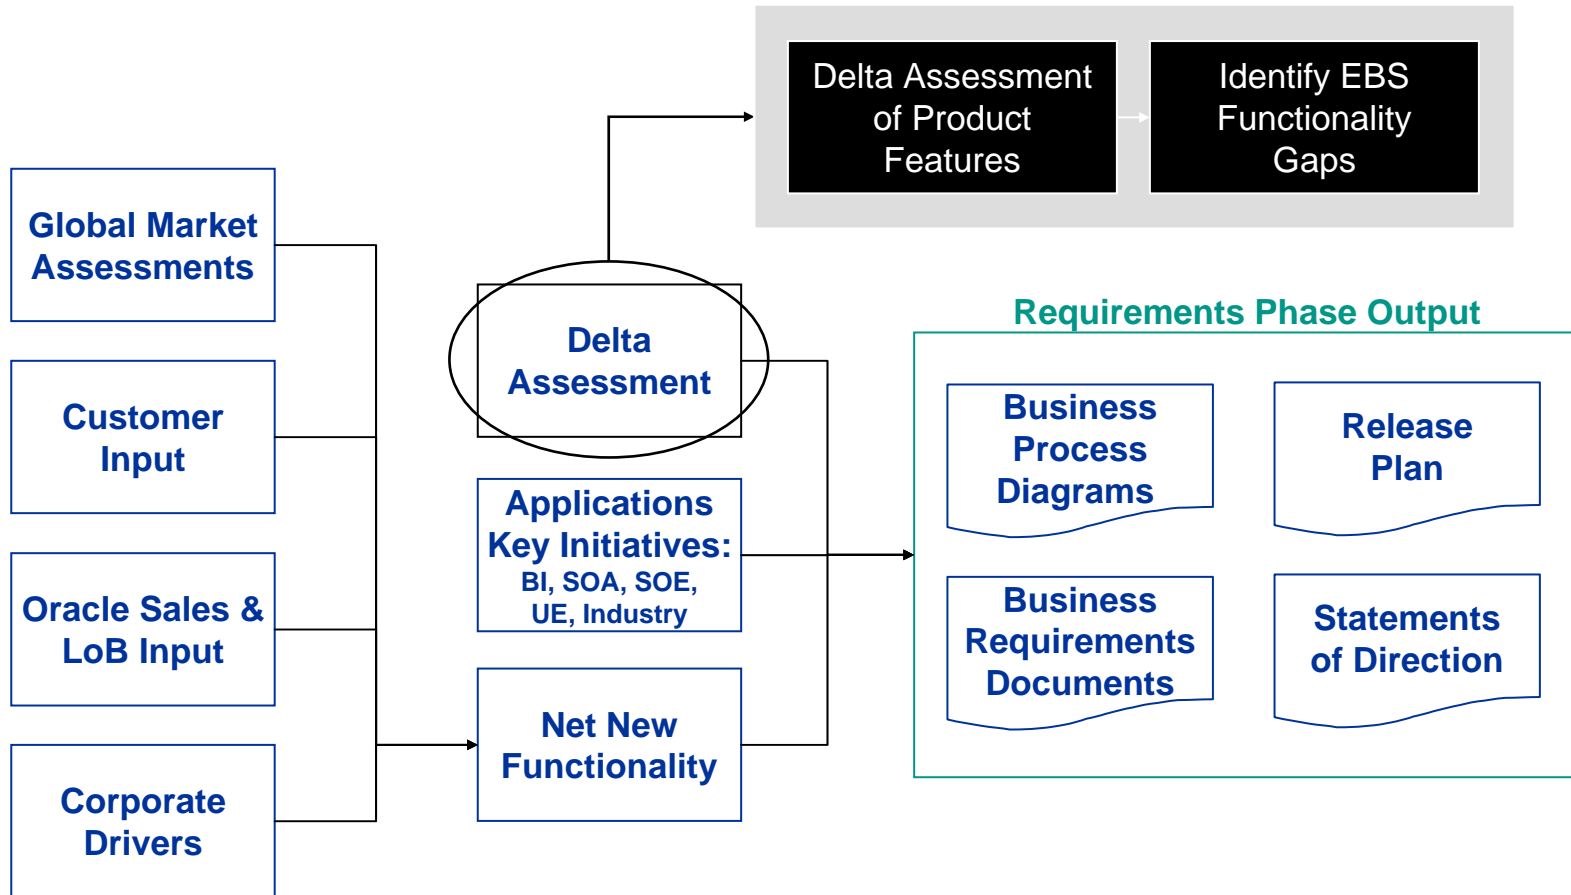 Delta Assessment
of Product
Features
Identify EBS
Functionality
Gaps
Global Market
Assessments
Customer
Input
Oracle Sales &
LoB Input
Corporate
Drivers
Delta
Assessment
Applications
Key Initiatives:
BI, SOA, SOE,
UE, Industry
Net New
Functionality
Requirements Phase Output
Business
Process
Diagrams
Release
Plan
Business
Requirements
Documents
Statements
of Direction